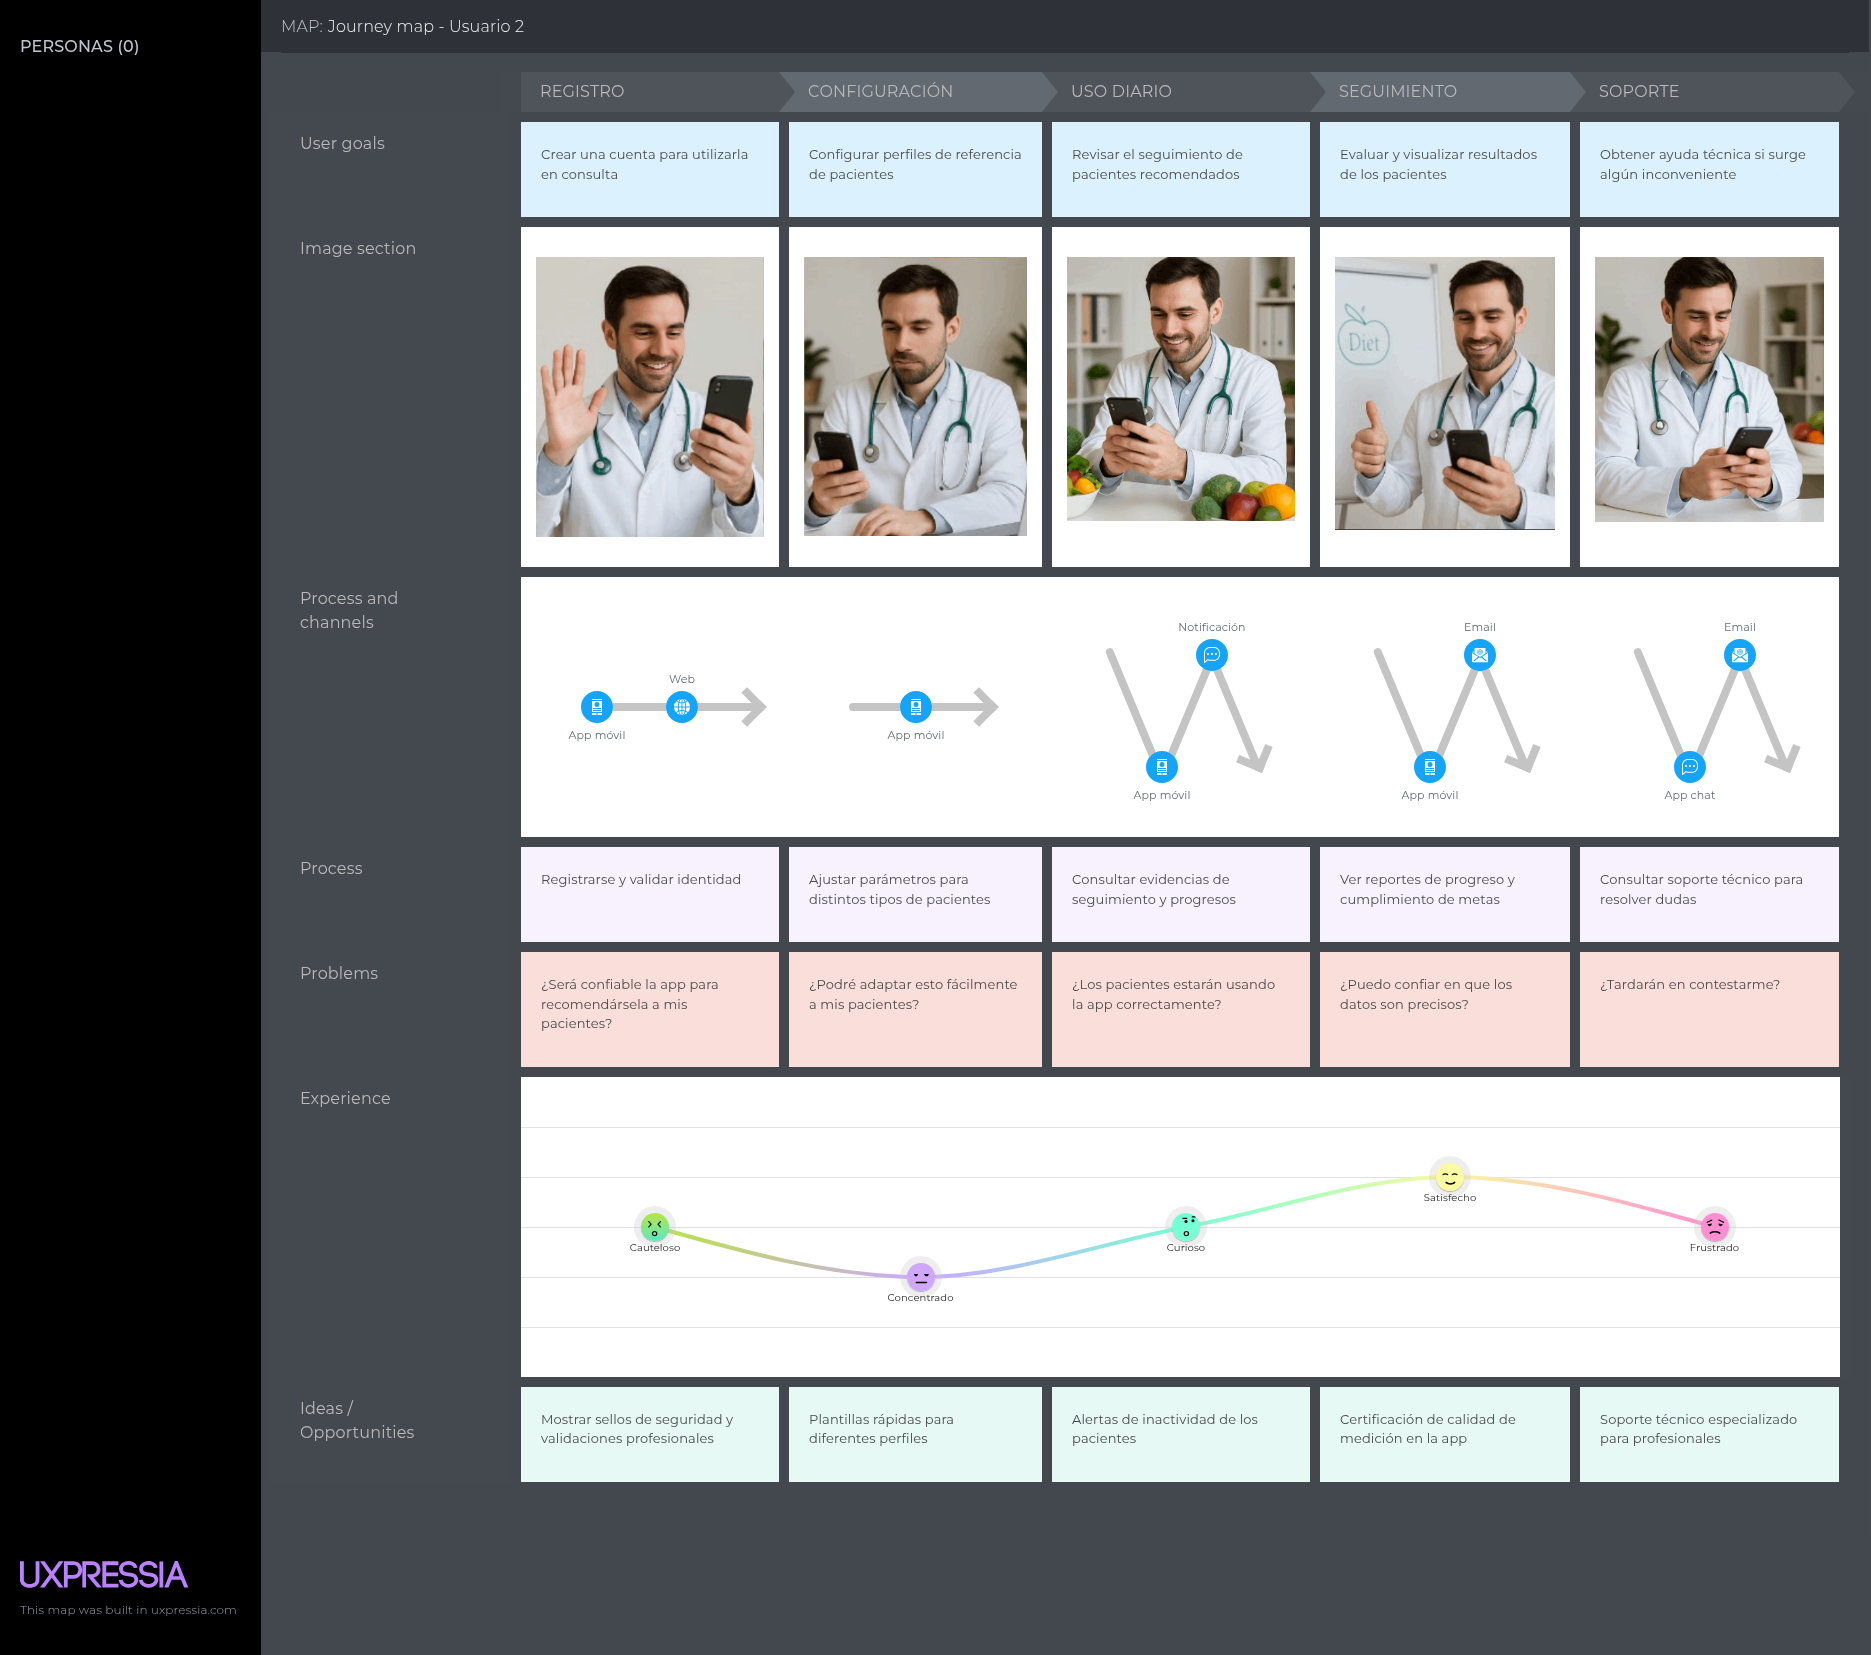 PERSONAS (0)
MAP: Journey map - Usuario 2
REGISTRO
CONFIGURACIÓN
USO DIARIO
SEGUIMIENTO
SOPORTE
User goals
Crear una cuenta para utilizarla
en consulta
Configurar perfiles de referencia
de pacientes
Revisar el seguimiento de
pacientes recomendados
Evaluar y visualizar resultados
de los pacientes
Obtener ayuda técnica si surge
algún inconveniente
Image section
Diet
Process and
channels
App móvil
Web
App móvil
Notificación
App móvil
Email
App móvil
Email
App chat
Process
Registrarse y validar identidad
Ajustar parámetros para
distintos tipos de pacientes
Consultar evidencias de
seguimiento y progresos
Ver reportes de progreso y
cumplimiento de metas
Consultar soporte técnico para
resolver dudas
Problems
¿Será confiable la app para
recomendársela a mis
pacientes?
¿Podré adaptar esto fácilmente
a mis pacientes?
¿Los pacientes estarán usando
la app correctamente?
¿Puedo confiar en que los
datos son precisos?
¿Tardarán en contestarme?
Experience
Cauteloso
Concentrado
Curioso
Satisfecho
Frustrado
Ideas /
Opportunities
Mostrar sellos de seguridad y
validaciones profesionales
Plantillas rápidas para
diferentes perfiles
Alertas de inactividad de los
pacientes
Certificación de calidad de
medición en la app
Soporte técnico especializado
para profesionales
UXPRESSIA
This map was built in uxpressia.com